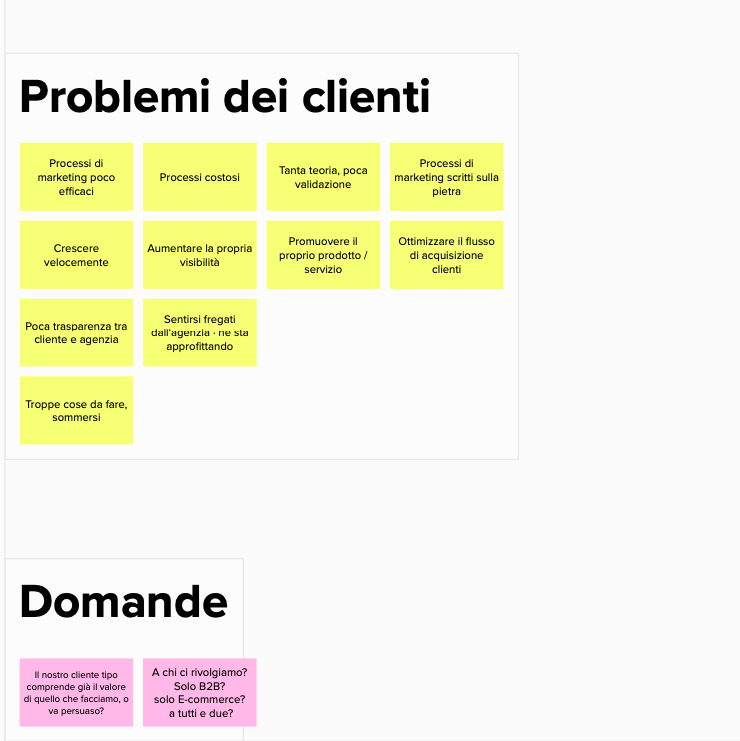 Problemi dei clienti
Processi di
marketing poco
efficaci
Processi costosi
Tanta teoria, poca
validazione
Processi di
marketing scritti sulla
pietra
Crescere
velocemente
Aumentare la propria
visibilità
Promuovere il
proprio prodotto /
servizio
Ottimizzare il flusso
di acquisizione
clienti
Poca trasparenza tra
cliente e agenzia
Sentirsi fregati
dall'agzenzia - ne sta
approfittando
Troppe cose da fare,
sommersi
Domande
Il nostro cliente tipo
comprende già il valore
di quello che facciamo, o
va persuaso?
A chi ci rivolgiamo?
Solo B2B?
solo E-commerce?
a tutti e due?